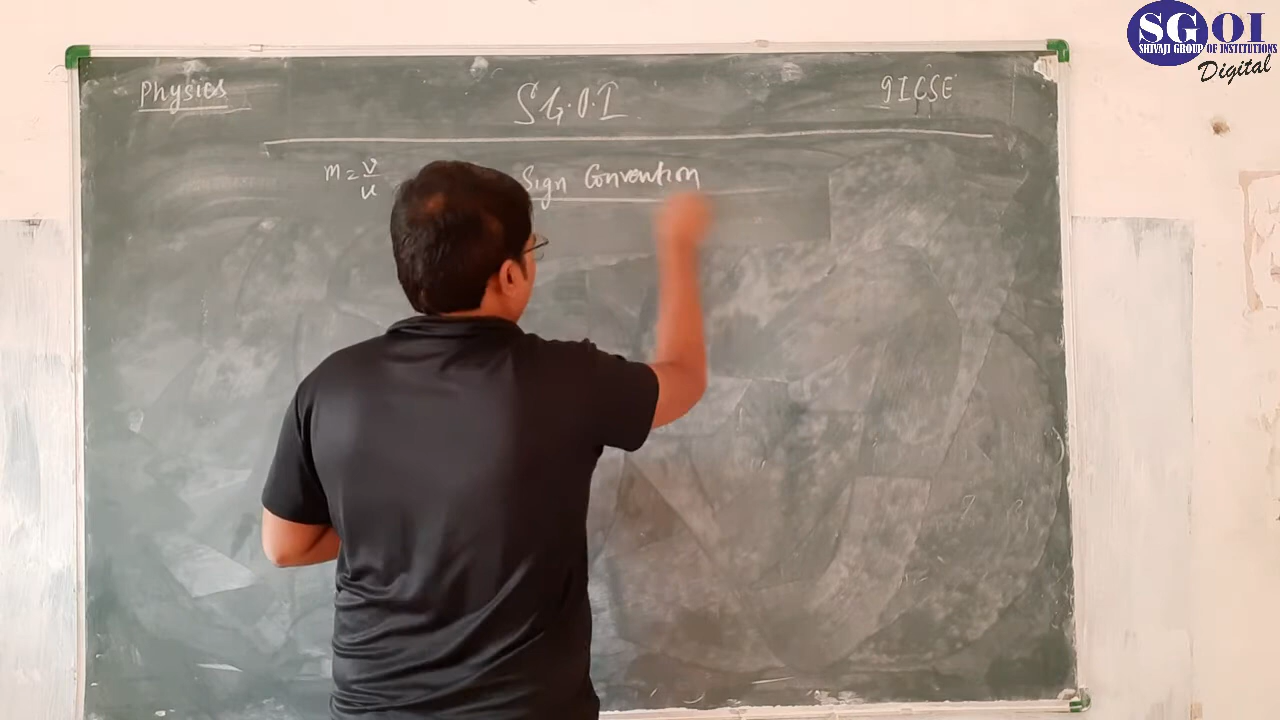 SGOI
SHIVAJI GROUP OF INSTITUTIONS
Digital
Physics
S.G.O.I
9ICSE
m = v/u
Sign Convention